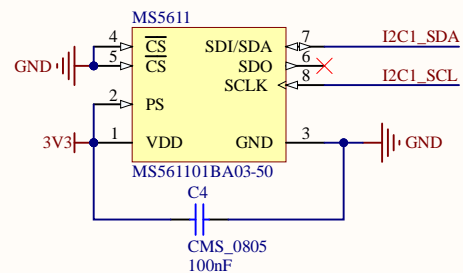 MS5611
4 CS SDI/SDA 7 I2C1_SDA
GND 5 CS SDO 6
SCLK 8 I2C1_SCL
2 PS
3V3 1 VDD GND 3 GND
MS561101BA03-50
C4
CMS_0805
100nF